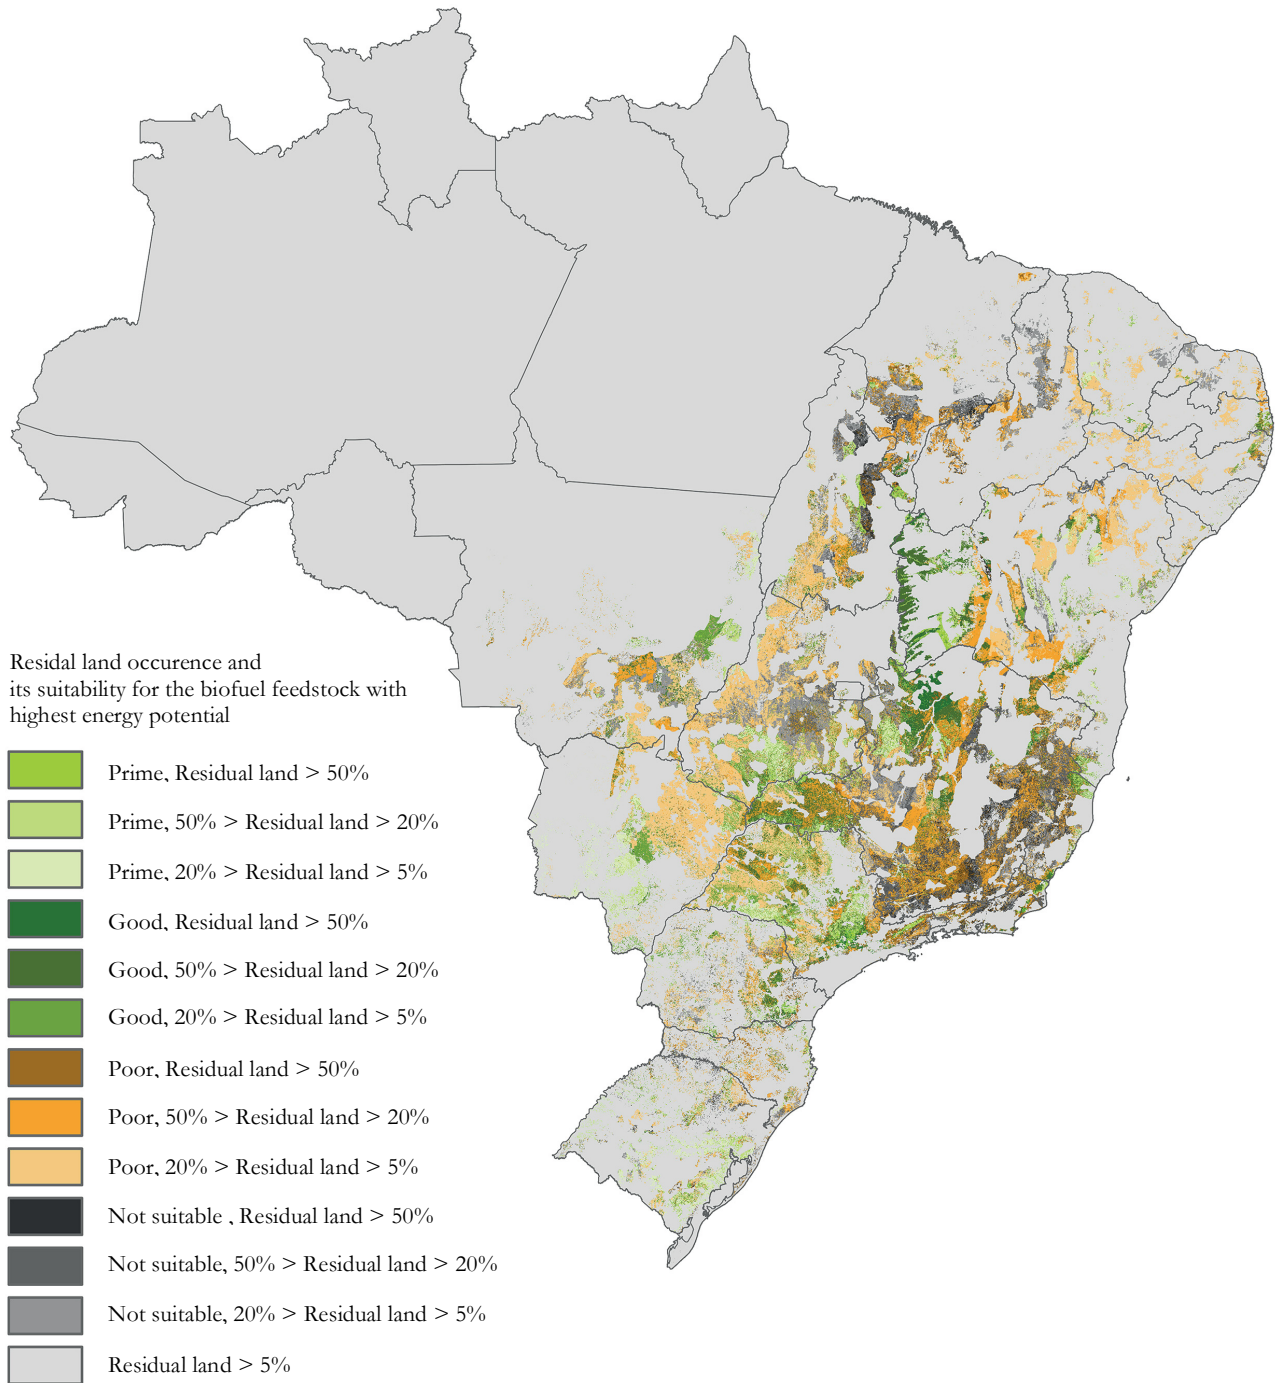 Residal land occurence and
its suitability for the biofuel feedstock with
highest energy potential
Prime, Residual land > 50%
Prime, 50% > Residual land > 20%
Prime, 20% > Residual land > 5%
Good, Residual land > 50%
Good, 50% > Residual land > 20%
Good, 20% > Residual land > 5%
Poor, Residual land > 50%
Poor, 50% > Residual land > 20%
Poor, 20% > Residual land > 5%
Not suitable , Residual land > 50%
Not suitable, 50% > Residual land > 20%
Not suitable, 20% > Residual land > 5%
Residual land > 5%